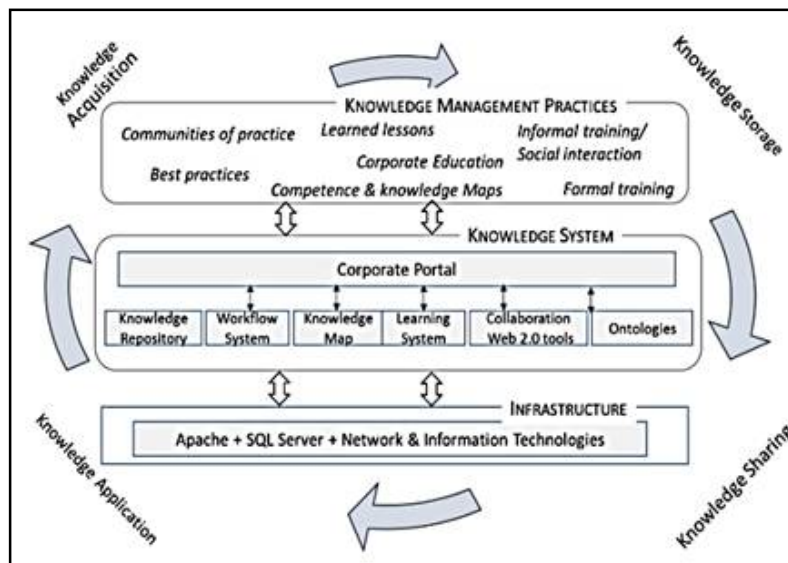 Knowledge
Acquisition
Knowledge Storage
KNOWLEDGE MANAGEMENT PRACTICES
Communities of practice
Learned lessons
Informal training/
Social interaction
Best practices
Corporate Education
Competence & knowledge Maps
Formal training
KNOWLEDGE SYSTEM
Corporate Portal
Knowledge
Repository
Workflow
System
Knowledge
Map
Learning
System
Collaboration
Web 2.0 tools
Ontologies
INFRASTRUCTURE
Apache + SQL Server + Network & Information Technologies
Knowledge Application
Knowledge Sharing